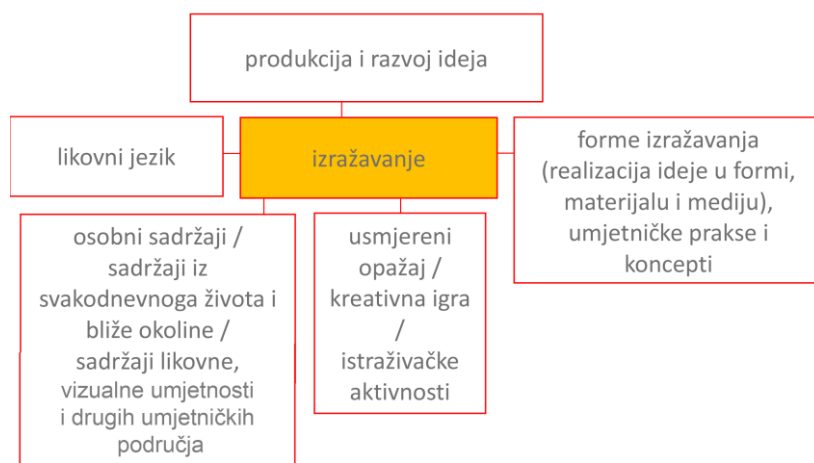 produkcija i razvoj ideja
likovni jezik
izražavanje
forme izražavanja
(realizacija ideje u formi,
materijalu i mediju),
umjetničke prakse i
koncepti
osobni sadržaji /
sadržaji iz
svakodnevnoga života i
bliže okoline /
sadržaji likovne,
vizualne umjetnosti
i drugih umjetničkih
područja
usmjereni
opažaj /
kreativna igra
/
istraživačke
aktivnosti